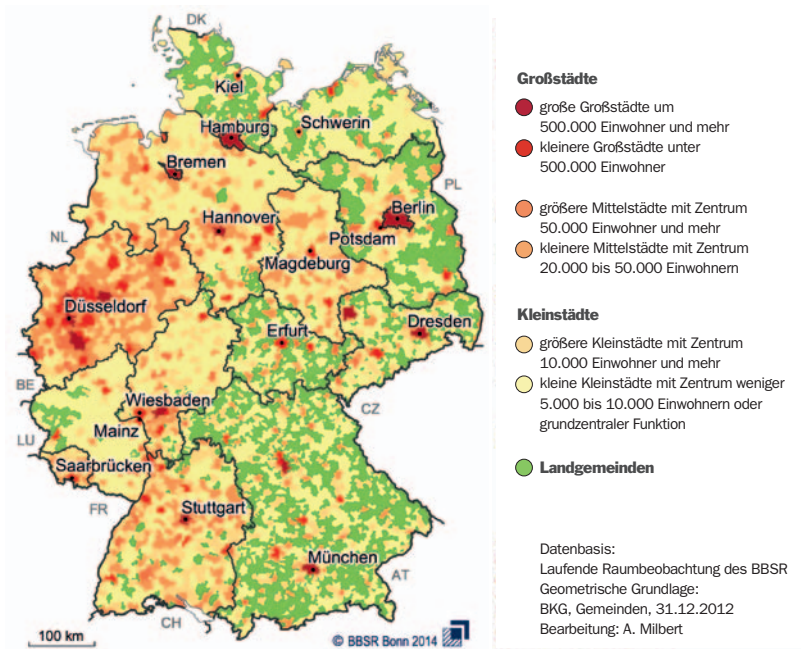 DK
Kiel
Hamburg
Schwerin
Bremen
PL
Berlin
NL
Hannover
Potsdam
Magdeburg
Düsseldorf
Erfurt
Dresden
BE
Wiesbaden
CZ
LU
Mainz
Saarbrücken
FR
Stuttgart
München
AT
CH
100 km
© BBSR Bonn 2014
Großstädte
große Großstädte um
500.000 Einwohner und mehr
kleinere Großstädte unter
500.000 Einwohner
größere Mittelstädte mit Zentrum
50.000 Einwohner und mehr
kleinere Mittelstädte mit Zentrum
20.000 bis 50.000 Einwohnern
Kleinstädte
größere Kleinstädte mit Zentrum
10.000 Einwohner und mehr
kleine Kleinstädte mit Zentrum weniger
5.000 bis 10.000 Einwohnern oder
grundzentraler Funktion
Landgemeinden
Datenbasis:
Laufende Raumbeobachtung des BBSR
Geometrische Grundlage:
BKG, Gemeinden, 31.12.2012
Bearbeitung: A. Milbert